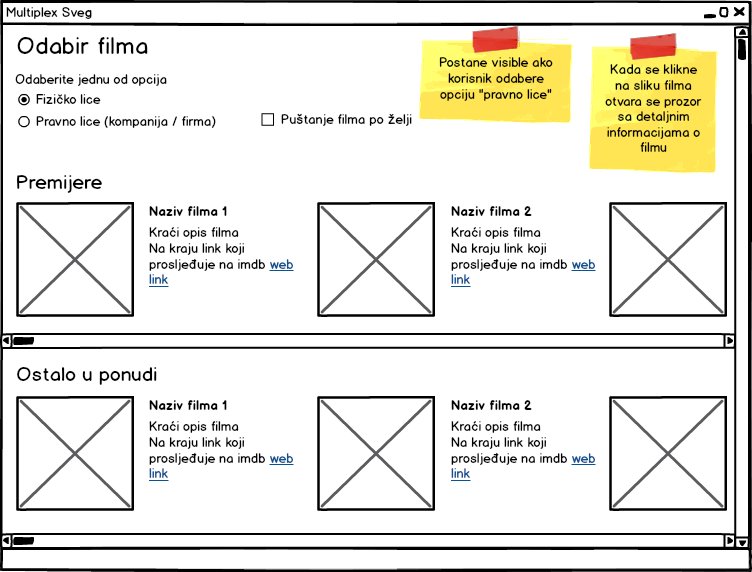 Multiplex Sveg
Odabir filma
Odaberite jednu od opcija
Fizičko lice
Pravno lice (kompanija / firma)
Puštanje filma po želji
Postane visible ako
korisnik odabere
opciju "pravno lice"
Kada se klikne
na sliku filma
otvara se prozor
sa detaljnim
informacijama o
filmu
Premijere
Naziv filma 1
Kraći opis filma
Na kraju link koji
prosljeđuje na imdb web
link
Naziv filma 2
Kraći opis filma
Na kraju link koji
prosljeđuje na imdb web
link
Ostalo u ponudi
Naziv filma 1
Kraći opis filma
Na kraju link koji
prosljeđuje na imdb web
link
Naziv filma 2
Kraći opis filma
Na kraju link koji
prosljeđuje na imdb web
link